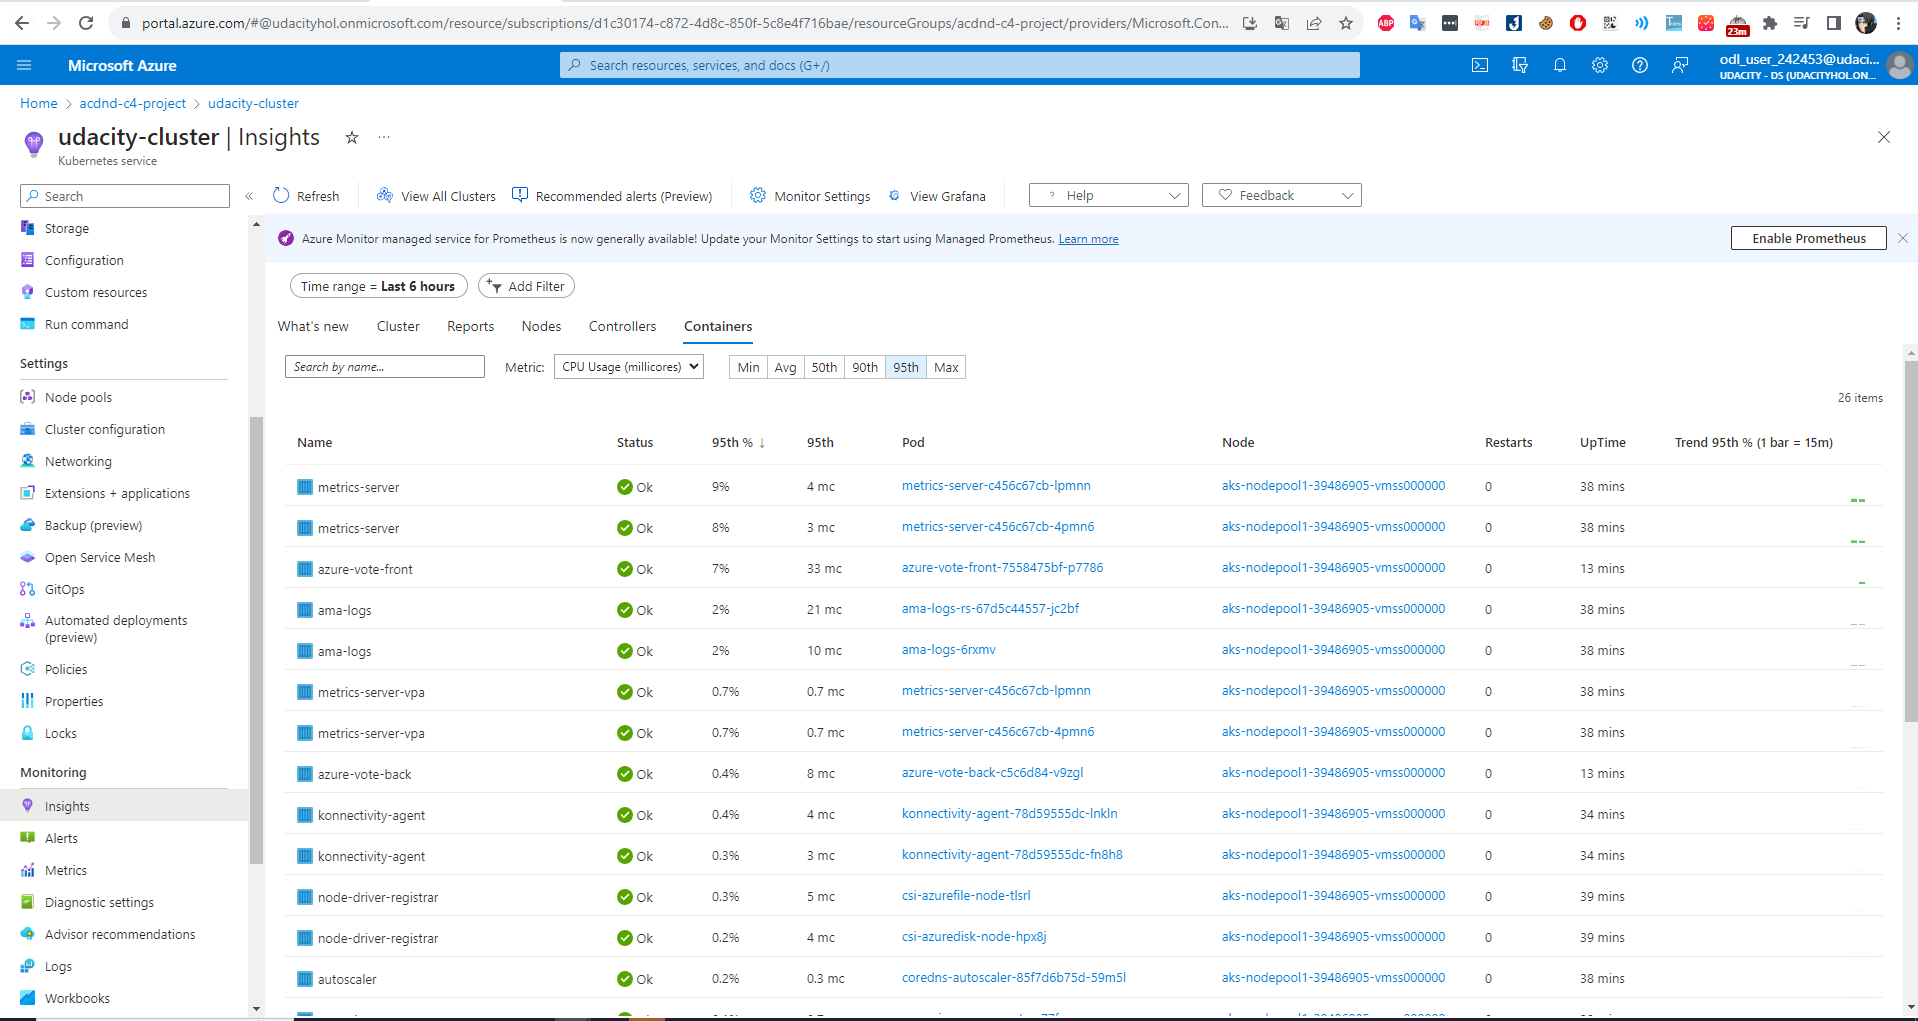 portal.azure.com/#@udacityhol.onmicrosoft.com/resource/subscriptions/d1c30174-c872-4d8c-850f-5c8e4f716bae/resourceGroups/acdnd-c4-project/providers/Microsoft.Con...
ABP
23m
Microsoft Azure
Search resources, services, and docs (G+/)
odl_user_242453@udaci...
UDACITY - DS (UDACITYHOL.ON...
Home > acdnd-c4-project > udacity-cluster
udacity-cluster | Insights
Kubernetes service
Search
Refresh
View All Clusters
Recommended alerts (Preview)
Monitor Settings
View Grafana
Help
Feedback
Azure Monitor managed service for Prometheus is now generally available! Update your Monitor Settings to start using Managed Prometheus. Learn more
Enable Prometheus
Storage
Configuration
Custom resources
Run command
Settings
Node pools
Cluster configuration
Networking
Extensions + applications
Backup (preview)
Open Service Mesh
GitOps
Automated deployments
(preview)
Policies
Properties
Locks
Monitoring
Insights
Alerts
Metrics
Diagnostic settings
Advisor recommendations
Logs
Workbooks
Time range = Last 6 hours
Add Filter
What's new Cluster Reports Nodes Controllers Containers
Search by name...
Metric: CPU Usage (millicores)
Min Avg 50th 90th 95th Max
26 items
Name Status 95th % ↓ 95th Pod Node Restarts UpTime Trend 95th % (1 bar = 15m)
metrics-server Ok 9% 4 mc metrics-server-c456c67cb-lpmnn aks-nodepool1-39486905-vmss000000 0 38 mins
metrics-server Ok 8% 3 mc metrics-server-c456c67cb-4pmn6 aks-nodepool1-39486905-vmss000000 0 38 mins
azure-vote-front Ok 7% 33 mc azure-vote-front-7558475bf-p7786 aks-nodepool1-39486905-vmss000000 0 13 mins
ama-logs Ok 2% 21 mc ama-logs-rs-67d5c44557-jc2bf aks-nodepool1-39486905-vmss000000 0 38 mins
ama-logs Ok 2% 10 mc ama-logs-6rxmv aks-nodepool1-39486905-vmss000000 0 38 mins
metrics-server-vpa Ok 0.7% 0.7 mc metrics-server-c456c67cb-lpmnn aks-nodepool1-39486905-vmss000000 0 38 mins
metrics-server-vpa Ok 0.7% 0.7 mc metrics-server-c456c67cb-4pmn6 aks-nodepool1-39486905-vmss000000 0 38 mins
azure-vote-back Ok 0.4% 8 mc azure-vote-back-c5c6d84-v9zgl aks-nodepool1-39486905-vmss000000 0 13 mins
konnectivity-agent Ok 0.4% 4 mc konnectivity-agent-78d59555dc-lnkln aks-nodepool1-39486905-vmss000000 0 34 mins
konnectivity-agent Ok 0.3% 3 mc konnectivity-agent-78d59555dc-fn8h8 aks-nodepool1-39486905-vmss000000 0 34 mins
node-driver-registrar Ok 0.3% 5 mc csi-azurefile-node-tlsrl aks-nodepool1-39486905-vmss000000 0 39 mins
node-driver-registrar Ok 0.2% 4 mc csi-azuredisk-node-hpx8j aks-nodepool1-39486905-vmss000000 0 39 mins
autoscaler Ok 0.2% 0.3 mc coredns-autoscaler-85f7d6b75d-59m5l aks-nodepool1-39486905-vmss000000 0 38 mins